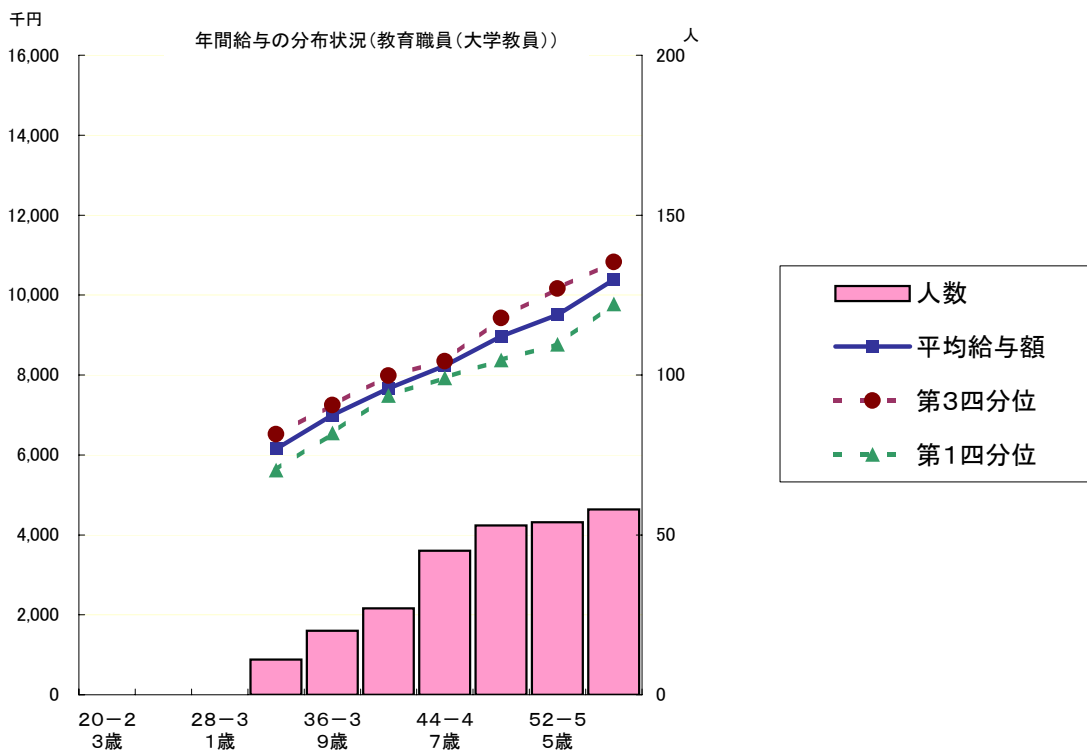 千円
年間給与の分布状況（教育職員（大学教員））
人
16,000
14,000
12,000
10,000
8,000
6,000
4,000
2,000
0
200
150
100
50
0
20－2
3歳
28－3
1歳
36－3
9歳
44－4
7歳
52－5
5歳
人数
平均給与額
第3四分位
第1四分位